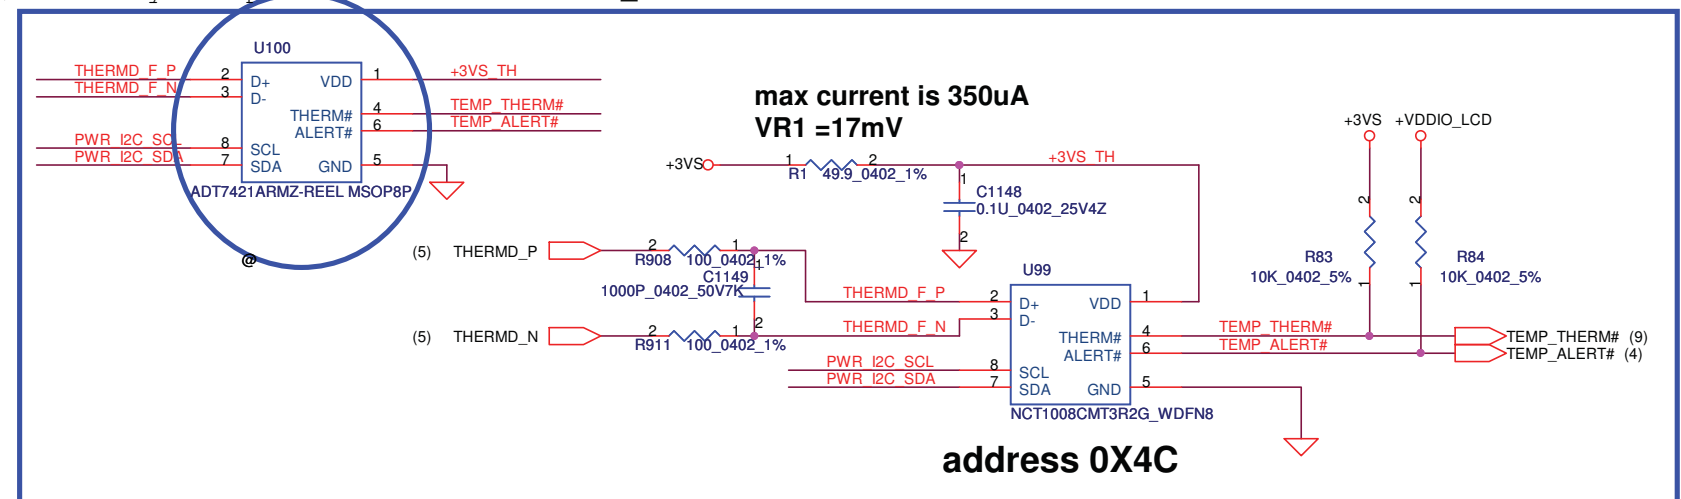 U100
THERMD_F_P 2 D+ VDD 1 +3VS_TH
THERMD_F_N 3 D-
THERM# 4 TEMP_THERM#
ALERT# 6 TEMP_ALERT#
PWR_I2C_SCL 8 SCL
PWR_I2C_SDA 7 SDA GND 5
ADT7421ARMZ-REEL MSOP8P
@
max current is 350uA
VR1 =17mV
+3VS 1 2 +3VS_TH
R1 49.9_0402_1%
1
C1148
0.1U_0402_25V4Z
2
+3VS +VDDIO_LCD
2 2
R83 R84
10K_0402_5% 10K_0402_5%
1 1
(5) THERMD_P 2 1
R908 100_0402_1%
1
C1149
1000P_0402_50V7K
2
(5) THERMD_N 2 1
R911 100_0402_1%
U99
THERMD_F_P 2 D+ VDD 1
THERMD_F_N 3 D-
THERM# 4 TEMP_THERM# TEMP_THERM# (9)
ALERT# 6 TEMP_ALERT# TEMP_ALERT# (4)
PWR_I2C_SCL 8 SCL
PWR_I2C_SDA 7 SDA GND 5
NCT1008CMT3R2G_WDFN8
address 0X4C